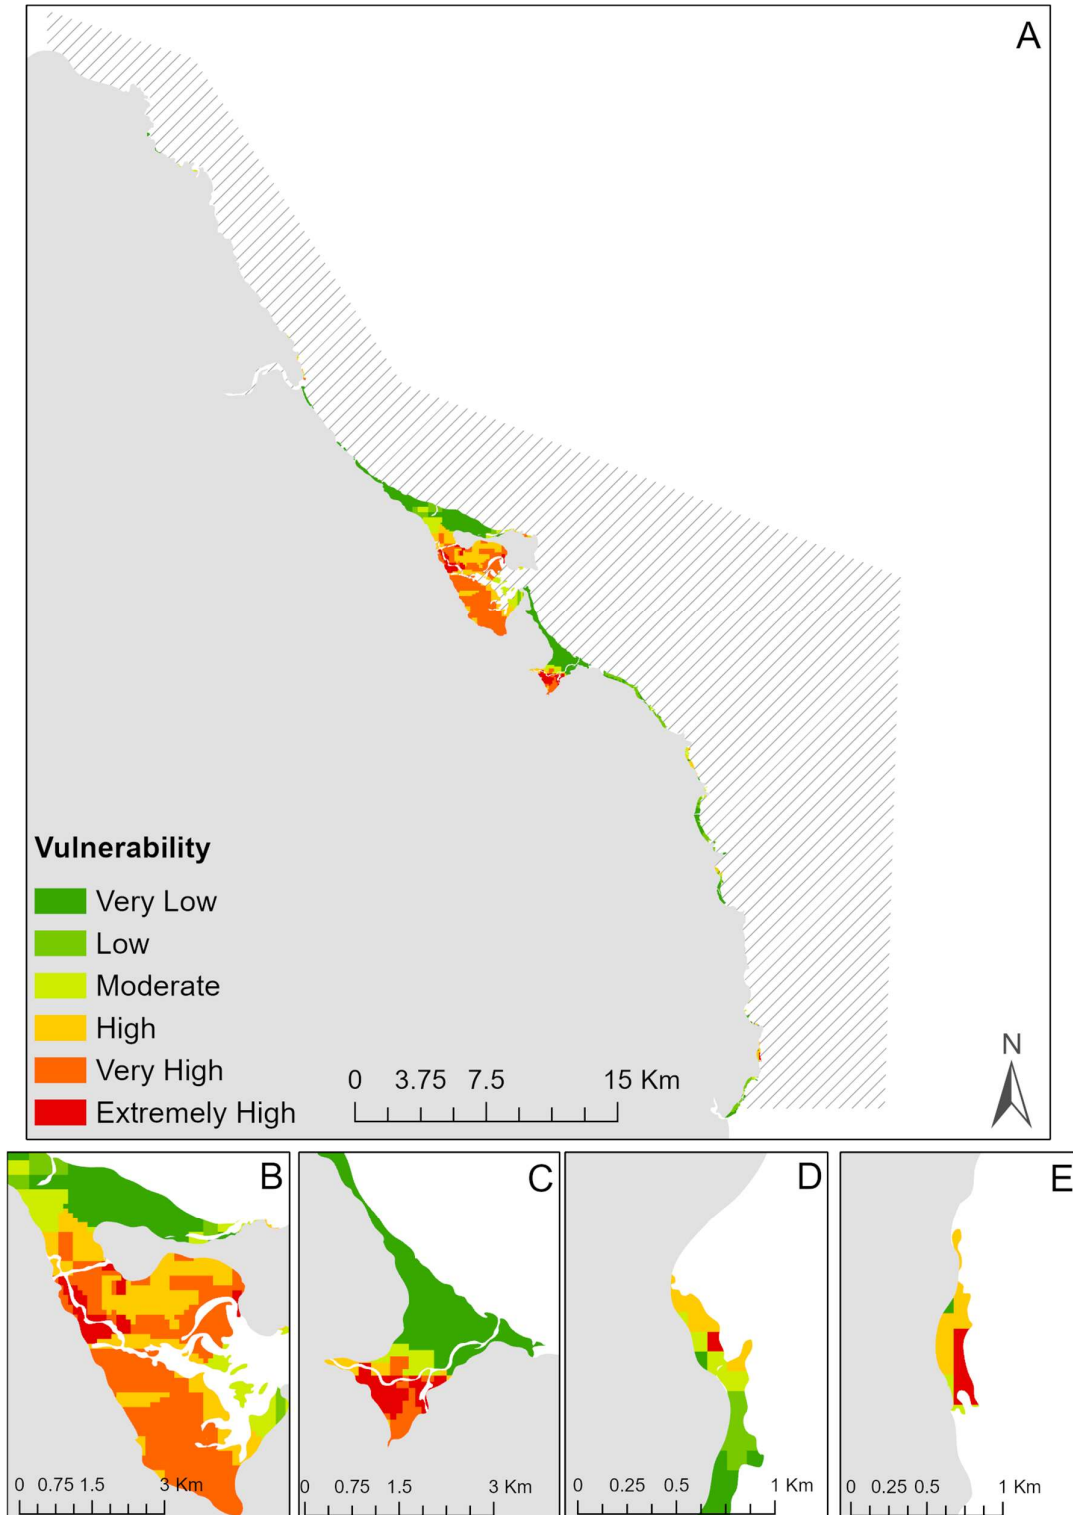 A
Vulnerability
Very Low
Low
Moderate
High
Very High
Extremely High
0 3.75 7.5 15 Km
N
B
0 0.75 1.5 3 Km
C
0 0.75 1.5 3 Km
D
0 0.25 0.5 1 Km
E
0 0.25 0.5 1 Km